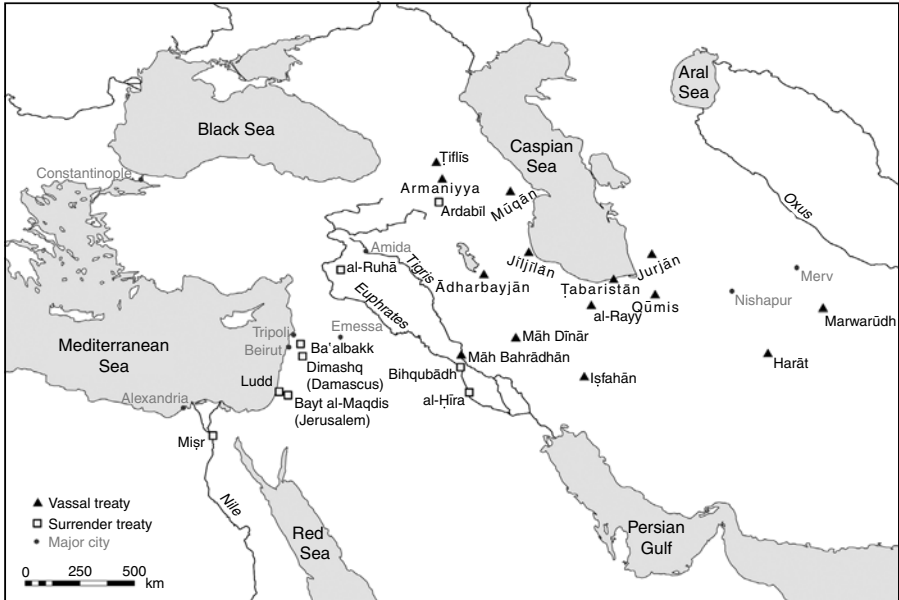 Black Sea
Aral
Sea
Caspian
Sea
Constantinople
Ṭiflīs
Armaniyya
Ardabīl
Mūqān
Oxus
Amida
al-Ruhā
Tigris
Ādharbayjān
Jīljīlān
Ṭabaristān
Jurjān
Qūmis
al-Rayy
Merv
Nishapur
Marwarūdh
Harāt
Euphrates
Mediterranean
Sea
Tripoli
Beirut
Emessa
Ba'albakk
Dimashq
(Damascus)
Ludd
Bayt al-Maqdis
(Jerusalem)
Māh Dīnār
Māh Bahrādhān
Bihqubādh
al-Ḥīra
Iṣfahān
Alexandria
Miṣr
Nile
Red
Sea
Persian
Gulf
Vassal treaty
Surrender treaty
Major city
0 250 500
km